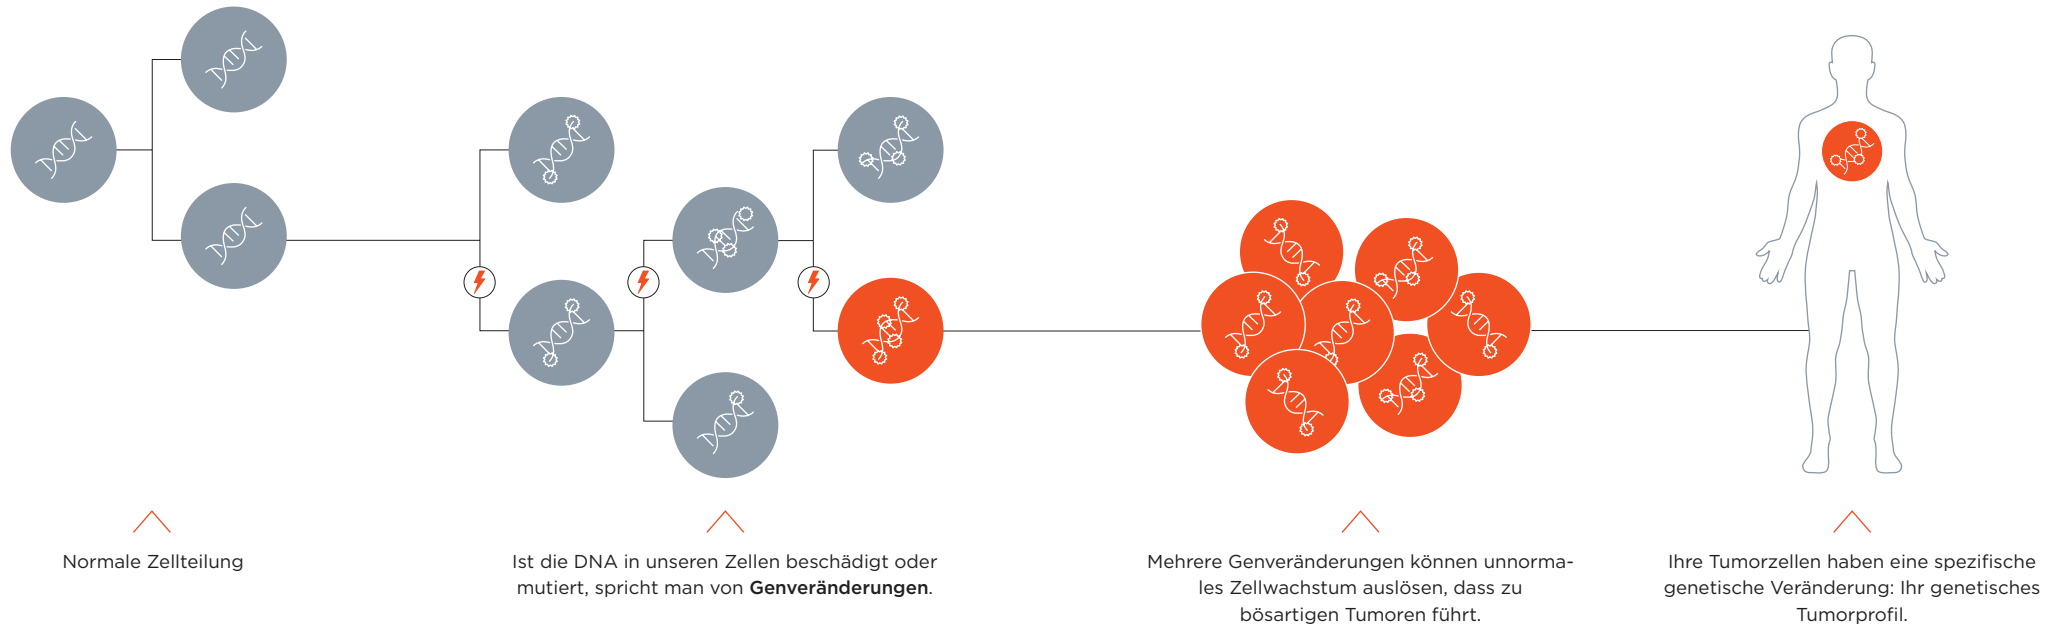 Normale Zellteilung
Ist die DNA in unseren Zellen beschädigt oder
mutiert, spricht man von Genveränderungen.
Mehrere Genveränderungen können unnorma-
les Zellwachstum auslösen, dass zu
bösartigen Tumoren führt.
Ihre Tumorzellen haben eine spezifische
genetische Veränderung: Ihr genetisches
Tumorprofil.